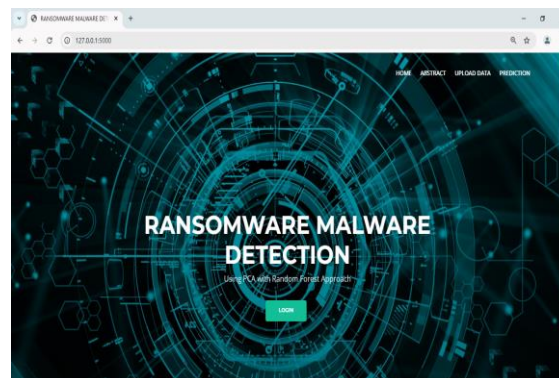 RANSOMWARE MALWARE DET
127.0.0.1:5000
HOME ABSTRACT UPLOAD DATA PREDICTION
RANSOMWARE MALWARE
DETECTION
Using PCA with Random Forest Approach
LOGIN